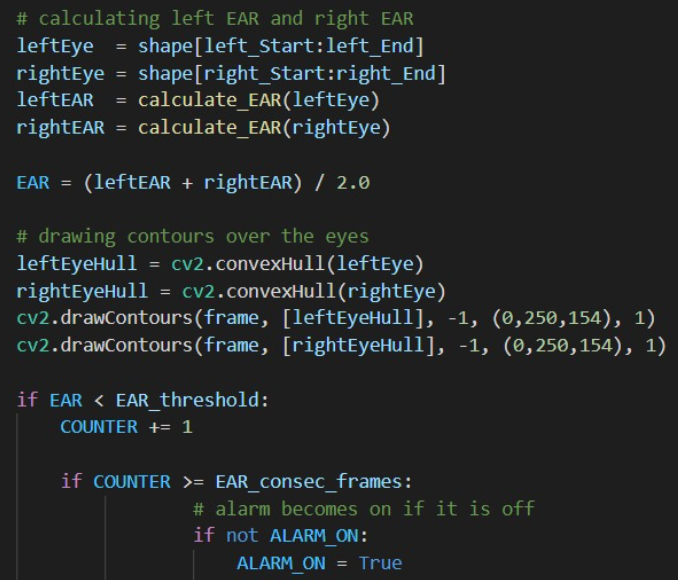 # calculating left EAR and right EAR
leftEye  = shape[left_Start:left_End]
rightEye = shape[right_Start:right_End]
leftEAR  = calculate_EAR(leftEye)
rightEAR = calculate_EAR(rightEye)

EAR = (leftEAR + rightEAR) / 2.0

# drawing contours over the eyes
leftEyeHull = cv2.convexHull(leftEye)
rightEyeHull = cv2.convexHull(rightEye)
cv2.drawContours(frame, [leftEyeHull], -1, (0,250,154), 1)
cv2.drawContours(frame, [rightEyeHull], -1, (0,250,154), 1)

if EAR < EAR_threshold:
    COUNTER += 1

    if COUNTER >= EAR_consec_frames:
                # alarm becomes on if it is off
                if not ALARM_ON:
                    ALARM_ON = True